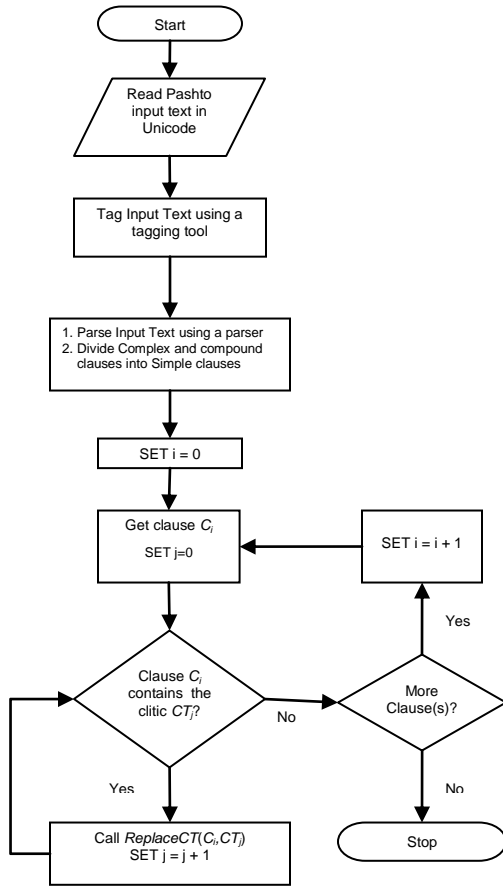 Start
Read Pashto
input text in
Unicode
Tag Input Text using a
tagging tool
1. Parse Input Text using a parser
2. Divide Complex and compound
clauses into Simple clauses
SET i = 0
Get clause Ci
SET j=0
SET i = i + 1
Yes
Clause Ci
contains the
clitic CTj?
No
More
Clause(s)?
Yes
No
Call ReplaceCT(Ci,CTj)
SET j = j + 1
Stop